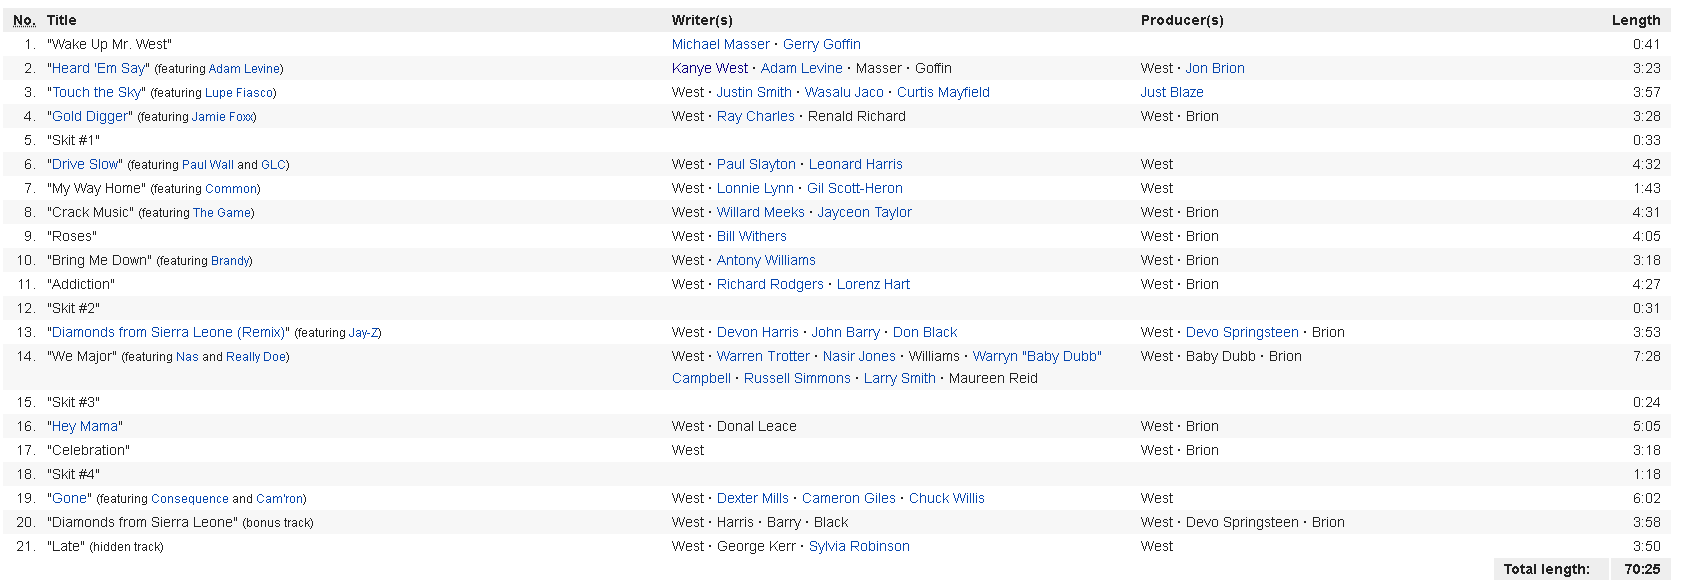 No. Title Writer(s) Producer(s) Length
1. "Wake Up Mr. West" Michael Masser · Gerry Goffin 0:41
2. "Heard 'Em Say" (featuring Adam Levine) Kanye West · Adam Levine · Masser · Goffin West · Jon Brion 3:23
3. "Touch the Sky" (featuring Lupe Fiasco) West · Justin Smith · Wasalu Jaco · Curtis Mayfield Just Blaze 3:57
4. "Gold Digger" (featuring Jamie Foxx) West · Ray Charles · Renald Richard West · Brion 3:28
5. "Skit #1" 0:33
6. "Drive Slow" (featuring Paul Wall and GLC) West · Paul Slayton · Leonard Harris West 4:32
7. "My Way Home" (featuring Common) West · Lonnie Lynn · Gil Scott-Heron West 1:43
8. "Crack Music" (featuring The Game) West · Willard Meeks · Jayceon Taylor West · Brion 4:31
9. "Roses" West · Bill Withers West · Brion 4:05
10. "Bring Me Down" (featuring Brandy) West · Antony Williams West · Brion 3:18
11. "Addiction" West · Richard Rodgers · Lorenz Hart West · Brion 4:27
12. "Skit #2" 0:31
13. "Diamonds from Sierra Leone (Remix)" (featuring Jay-Z) West · Devon Harris · John Barry · Don Black West · Devo Springsteen · Brion 3:53
14. "We Major" (featuring Nas and Really Doe) West · Warren Trotter · Nasir Jones · Williams · Warryn "Baby Dubb" West · Baby Dubb · Brion 7:28
Campbell · Russell Simmons · Larry Smith · Maureen Reid
15. "Skit #3" 0:24
16. "Hey Mama" West · Donal Leace West · Brion 5:05
17. "Celebration" West West · Brion 3:18
18. "Skit #4" 1:18
19. "Gone" (featuring Consequence and Cam'ron) West · Dexter Mills · Cameron Giles · Chuck Willis West 6:02
20. "Diamonds from Sierra Leone" (bonus track) West · Harris · Barry · Black West · Devo Springsteen · Brion 3:58
21. "Late" (hidden track) West · George Kerr · Sylvia Robinson West 3:50
Total length: 70:25